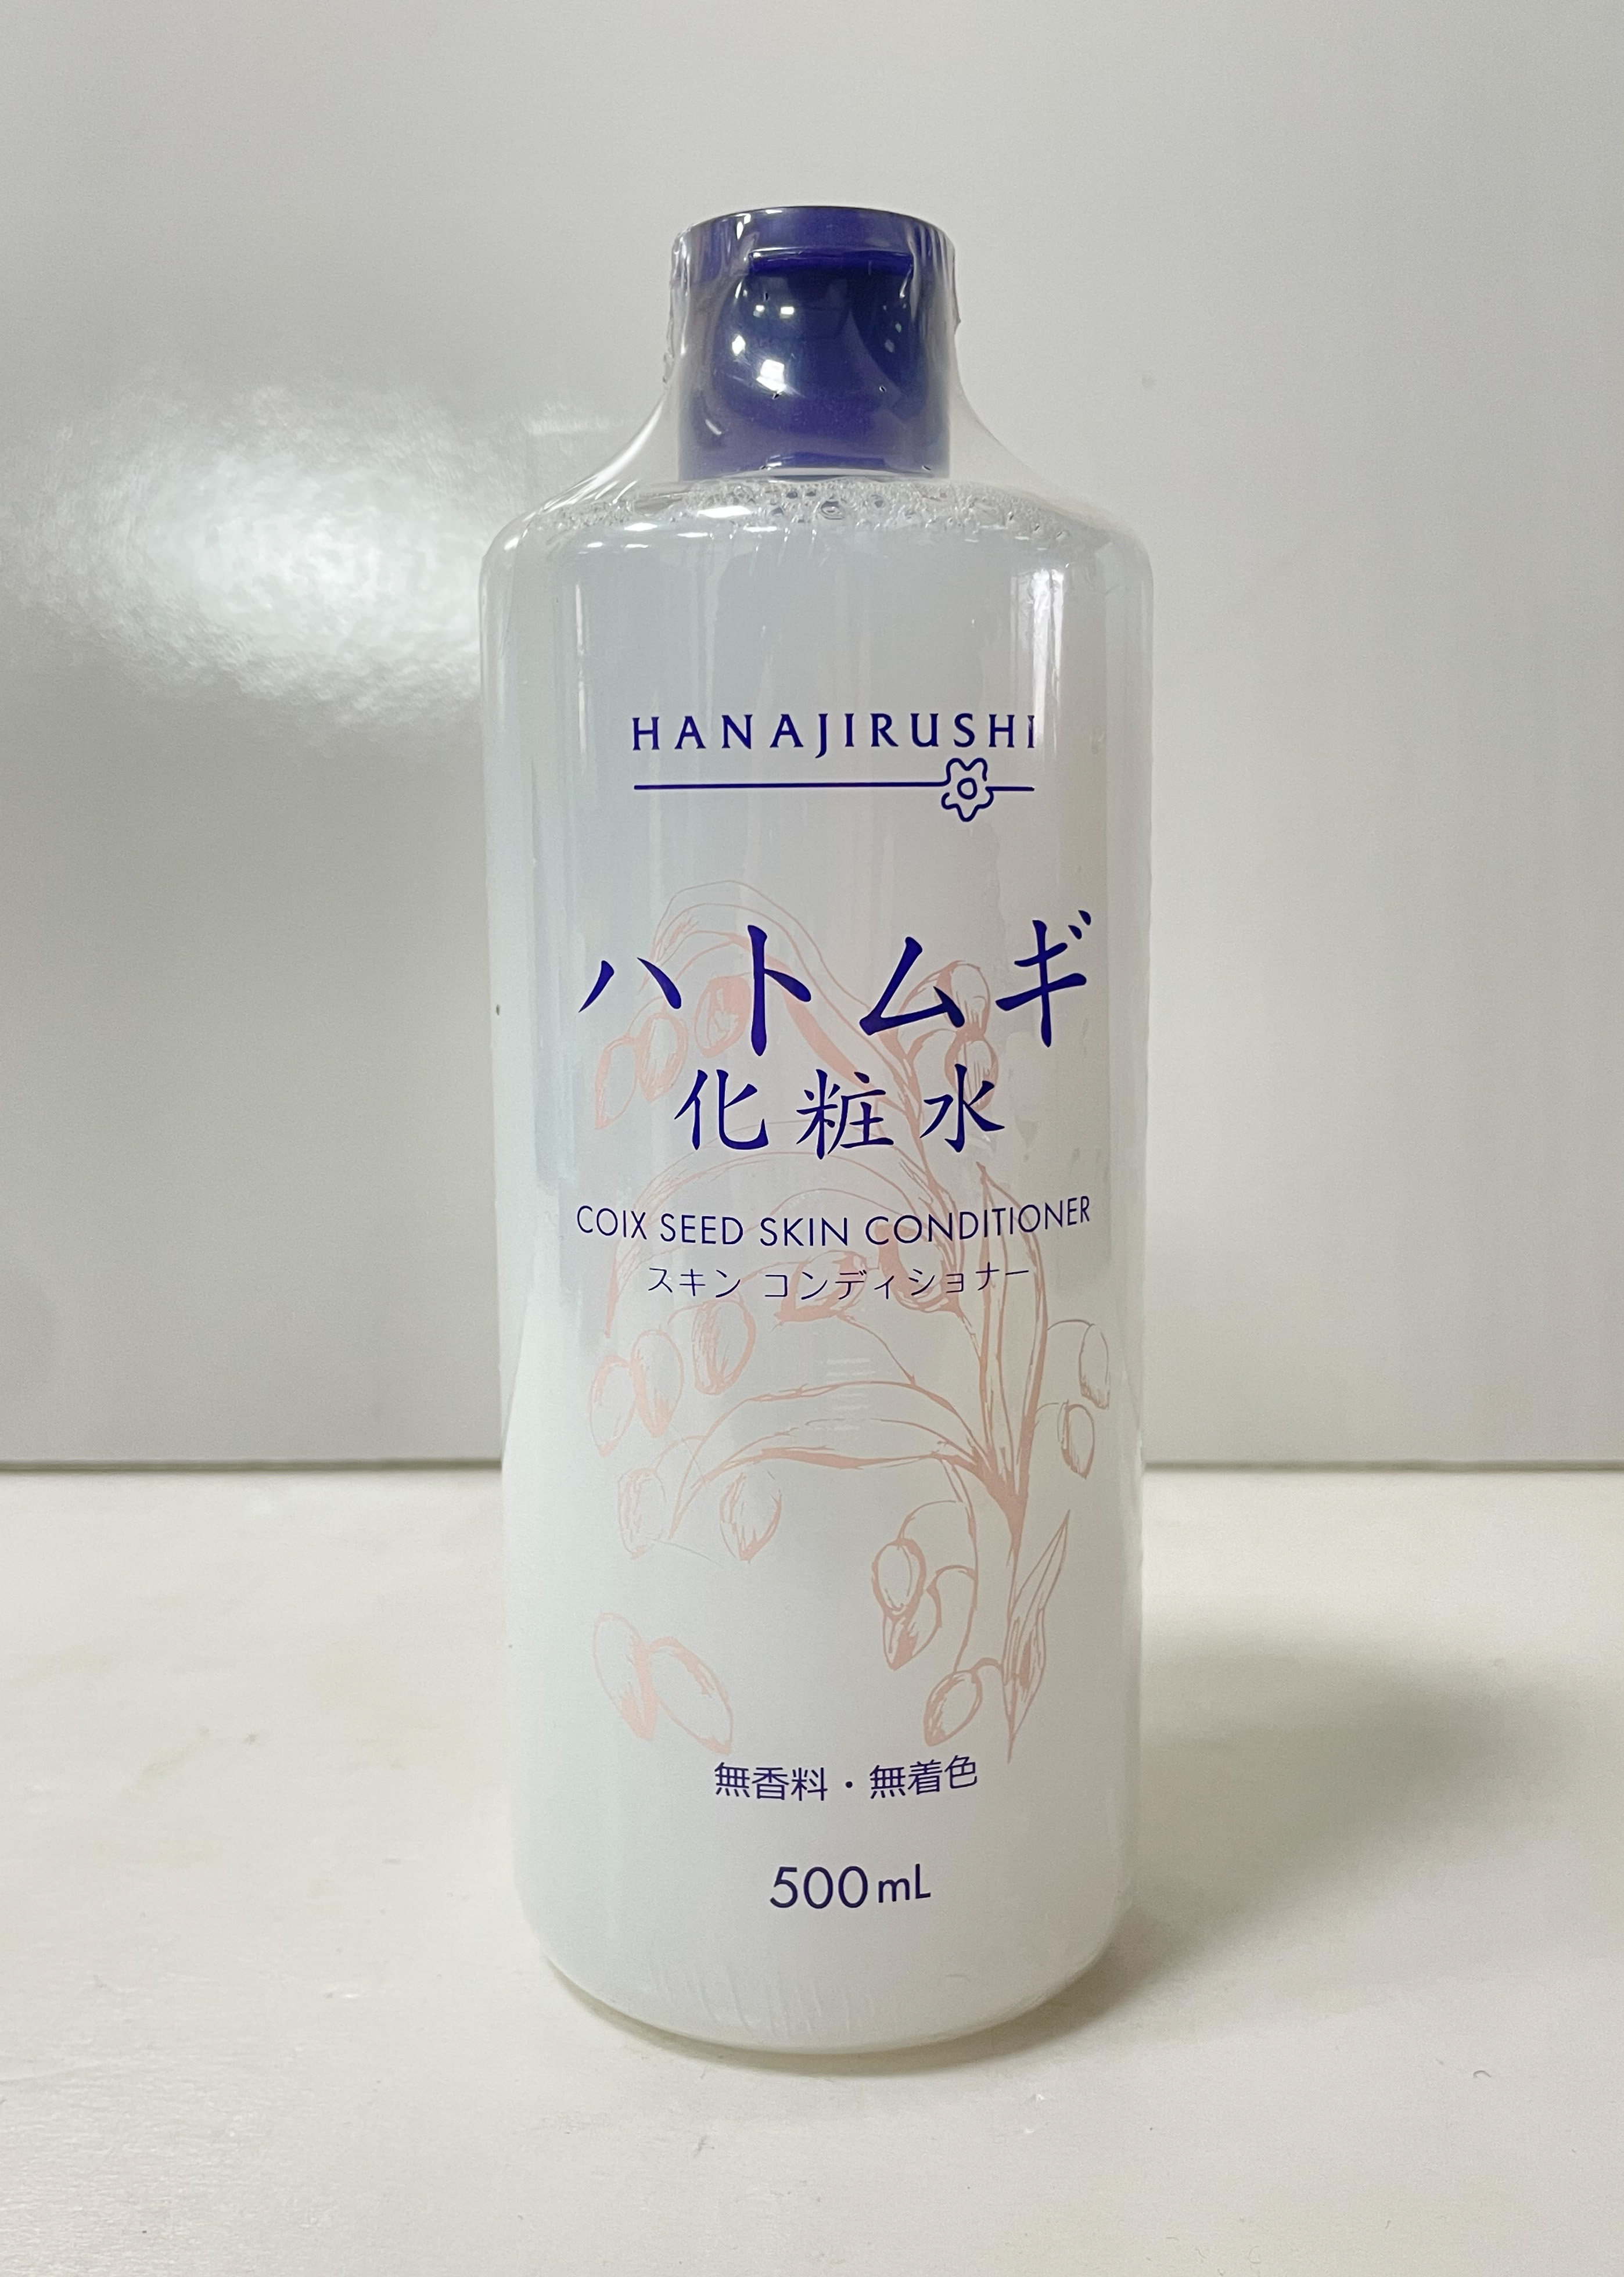 HANAJIRUSHI
ハトムギ
化粧水
COIX SEED SKIN CONDITIONER
スキン コンディショナー
無香料・無着色
500mL